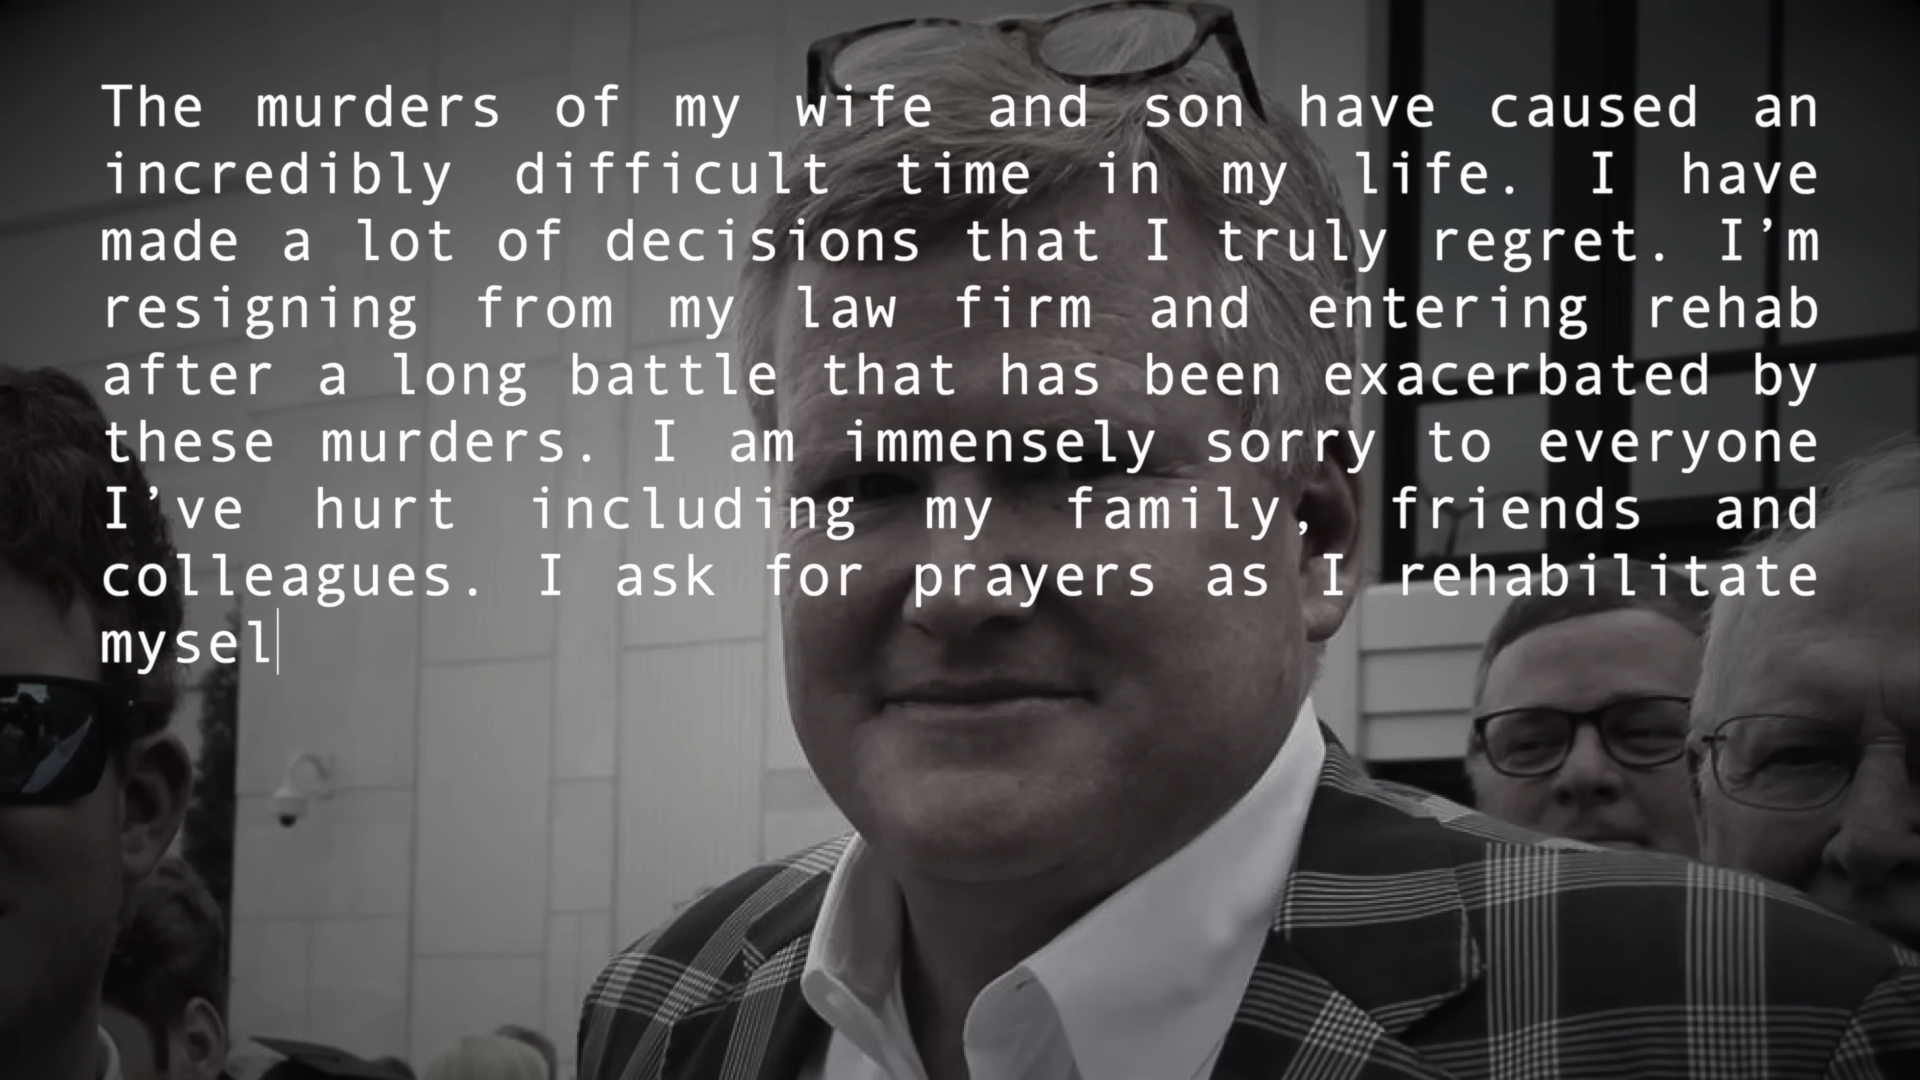 The murders of my wife and son have caused an
incredibly difficult time in my life. I have
made a lot of decisions that I truly regret. I’m
resigning from my law firm and entering rehab
after a long battle that has been exacerbated by
these murders. I am immensely sorry to everyone
I’ve hurt including my family, friends and
colleagues. I ask for prayers as I rehabilitate
mysel